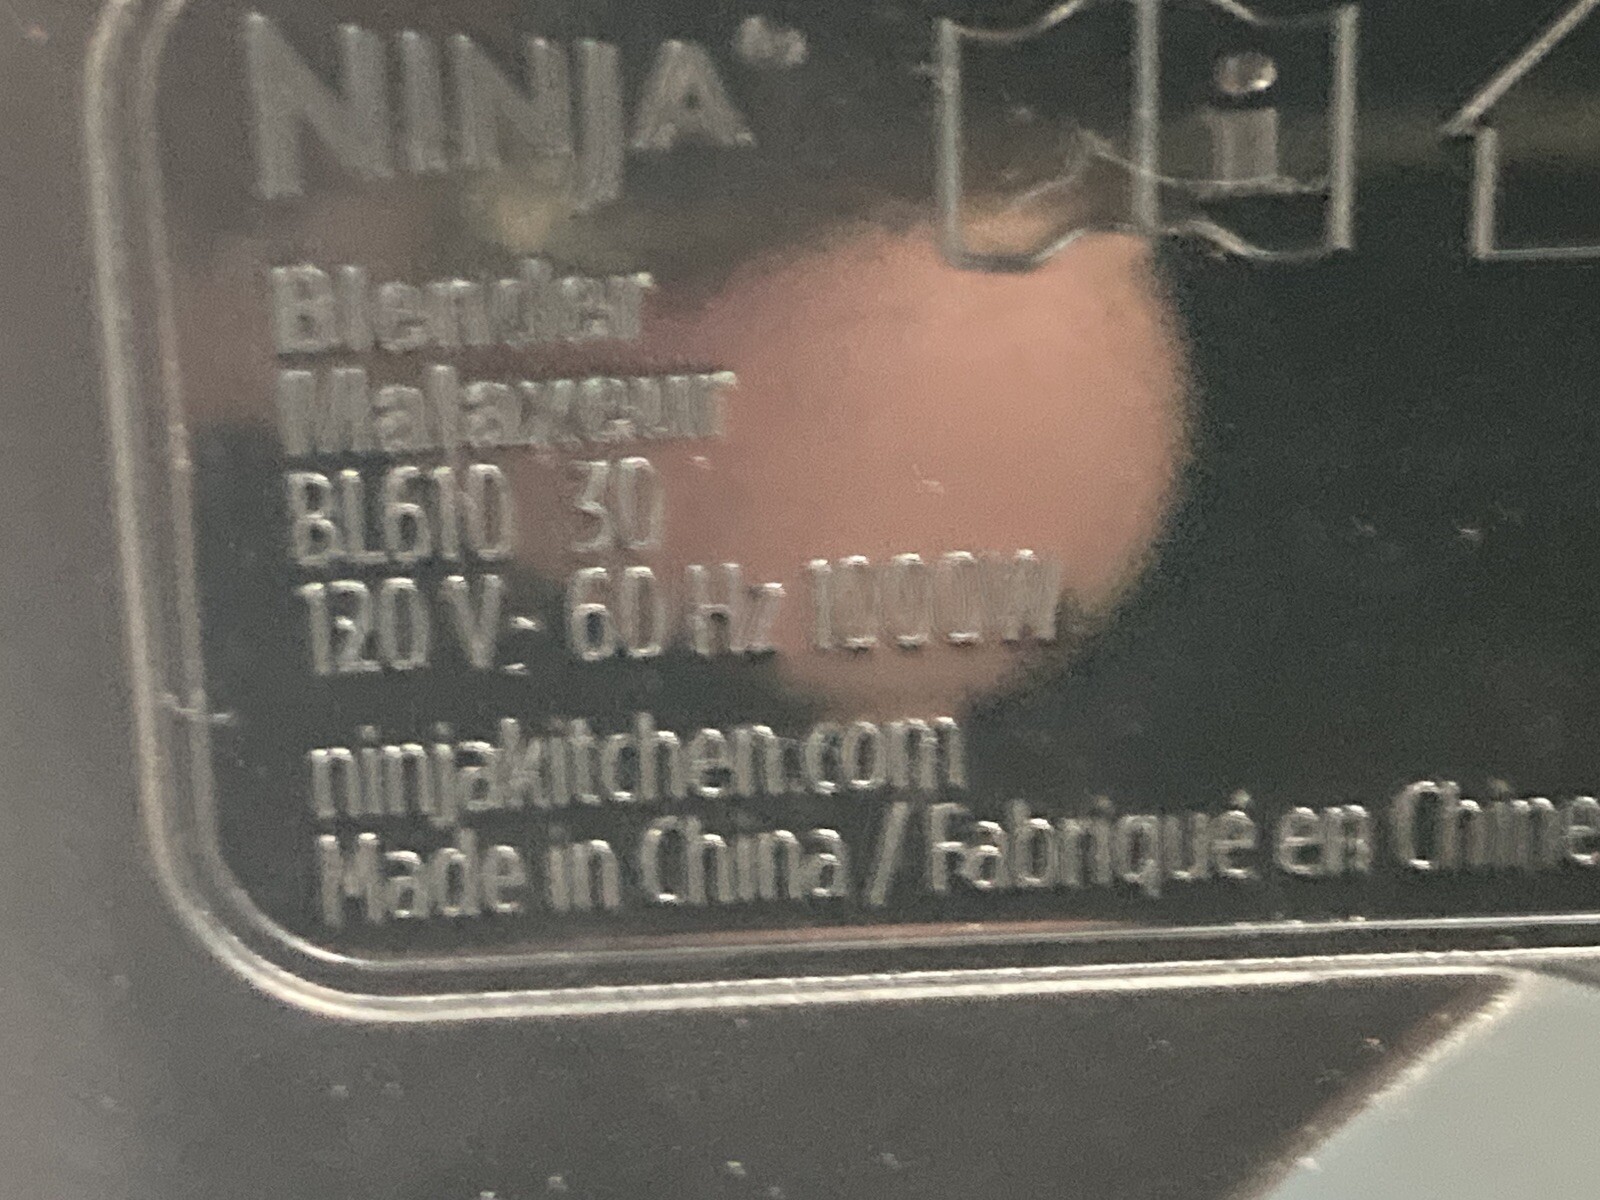 NINJA®
i
Blender
Malaxeur
BL610 30
120 V~ 60 Hz 1000W
ninjakitchen.com
Made in China / Fabriqué en Chine